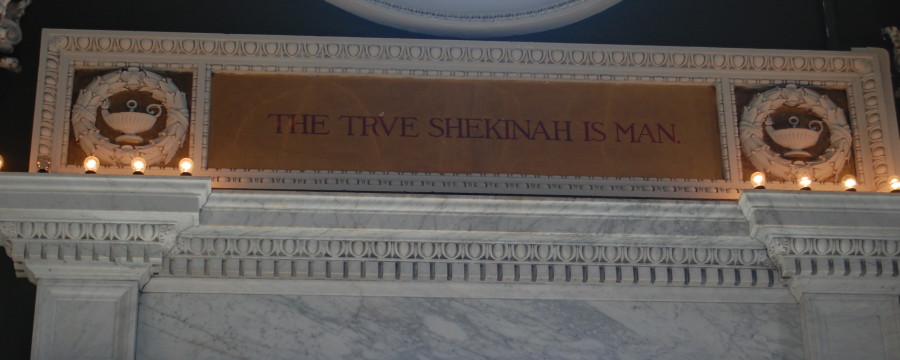 THE TRVE SHEKINAH IS MAN.